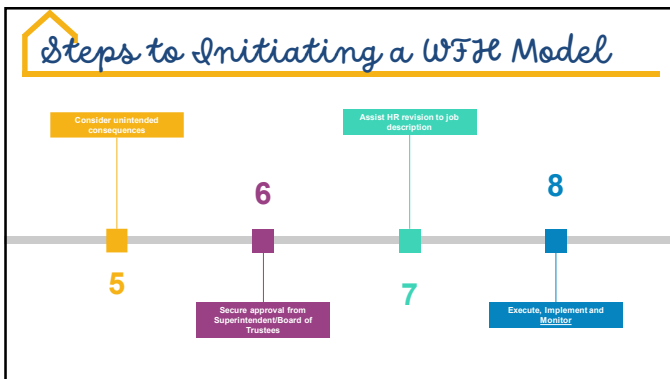 Steps to Initiating a WFH Model
Consider unintended
consequences
5
6
Secure approval from
Superintendent/Board of
Trustees
Assist HR revision to job
description
7
8
Execute, Implement and
Monitor